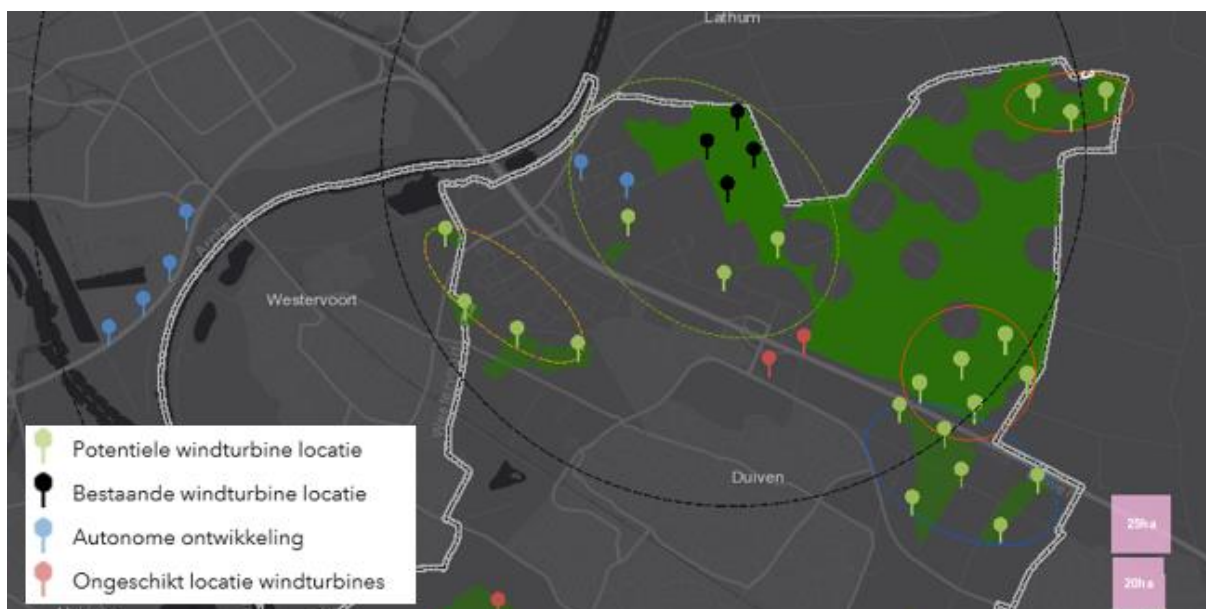 Lathum
Westervoort
Duiven
Potentiele windturbine locatie
Bestaande windturbine locatie
Autonome ontwikkeling
Ongeschikt locatie windturbines
25ha
20ha